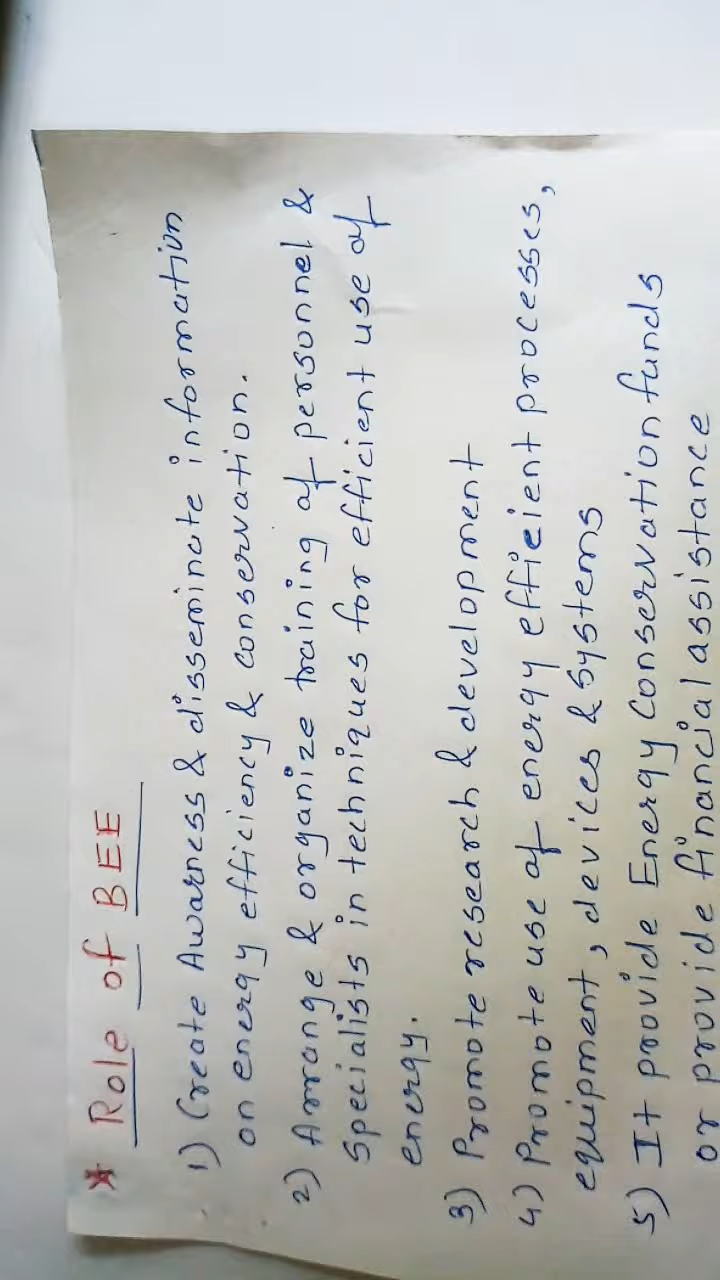 * Role of BEE
1) Create Awarness & disseminate information
on energy efficiency & conservation.
2) Arrange & organize training of personnel &
Specialists in techniques for efficient use of
energy.
3) Promote research & development
4) Promote use of energy efficient processes,
equipment, devices & systems
5) It provide Energy Conservation funds
or provide financial assistance